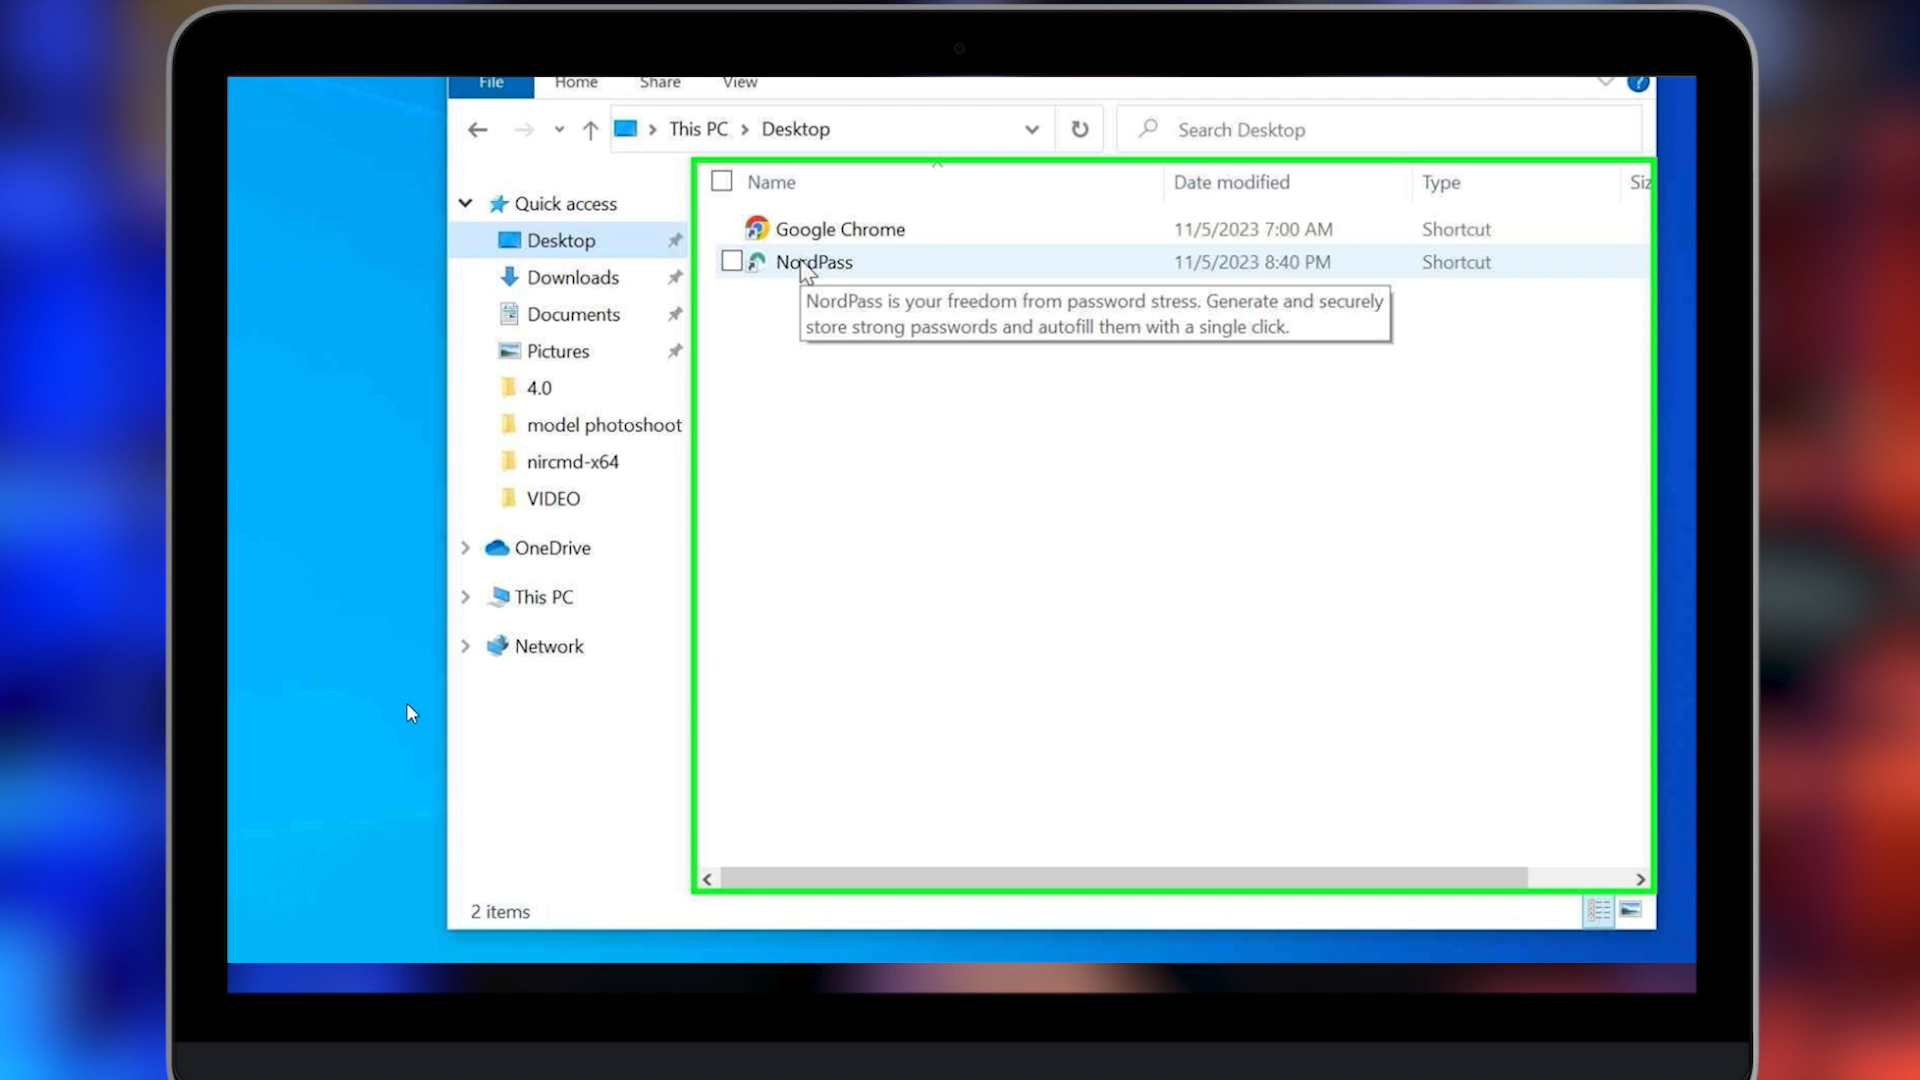 File Home Share View
This PC Desktop Search Desktop
Name Date modified Type Siz
Quick access
Google Chrome 11/5/2023 7:00 AM Shortcut
Desktop
NordPass 11/5/2023 8:40 PM Shortcut
Downloads
NordPass is your freedom from password stress. Generate and securely
store strong passwords and autofill them with a single click.
Documents
Pictures
4.0
model photoshoot
nircmd-x64
VIDEO
OneDrive
This PC
Network
2 items